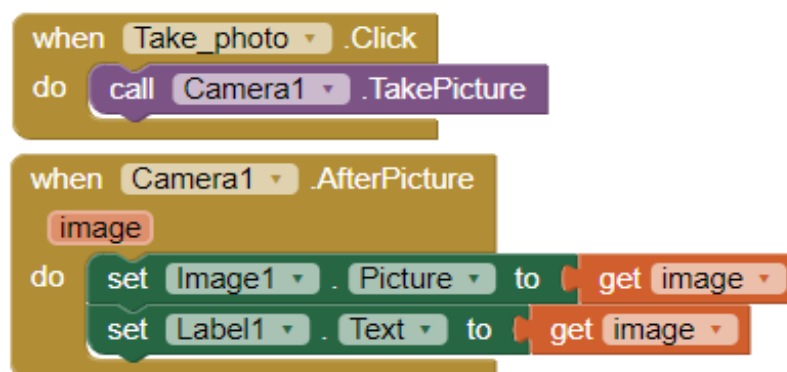 when Take_photo .Click
do call Camera1 .TakePicture
when Camera1 .AfterPicture
image
do set Image1 . Picture to get image
set Label1 . Text to get image